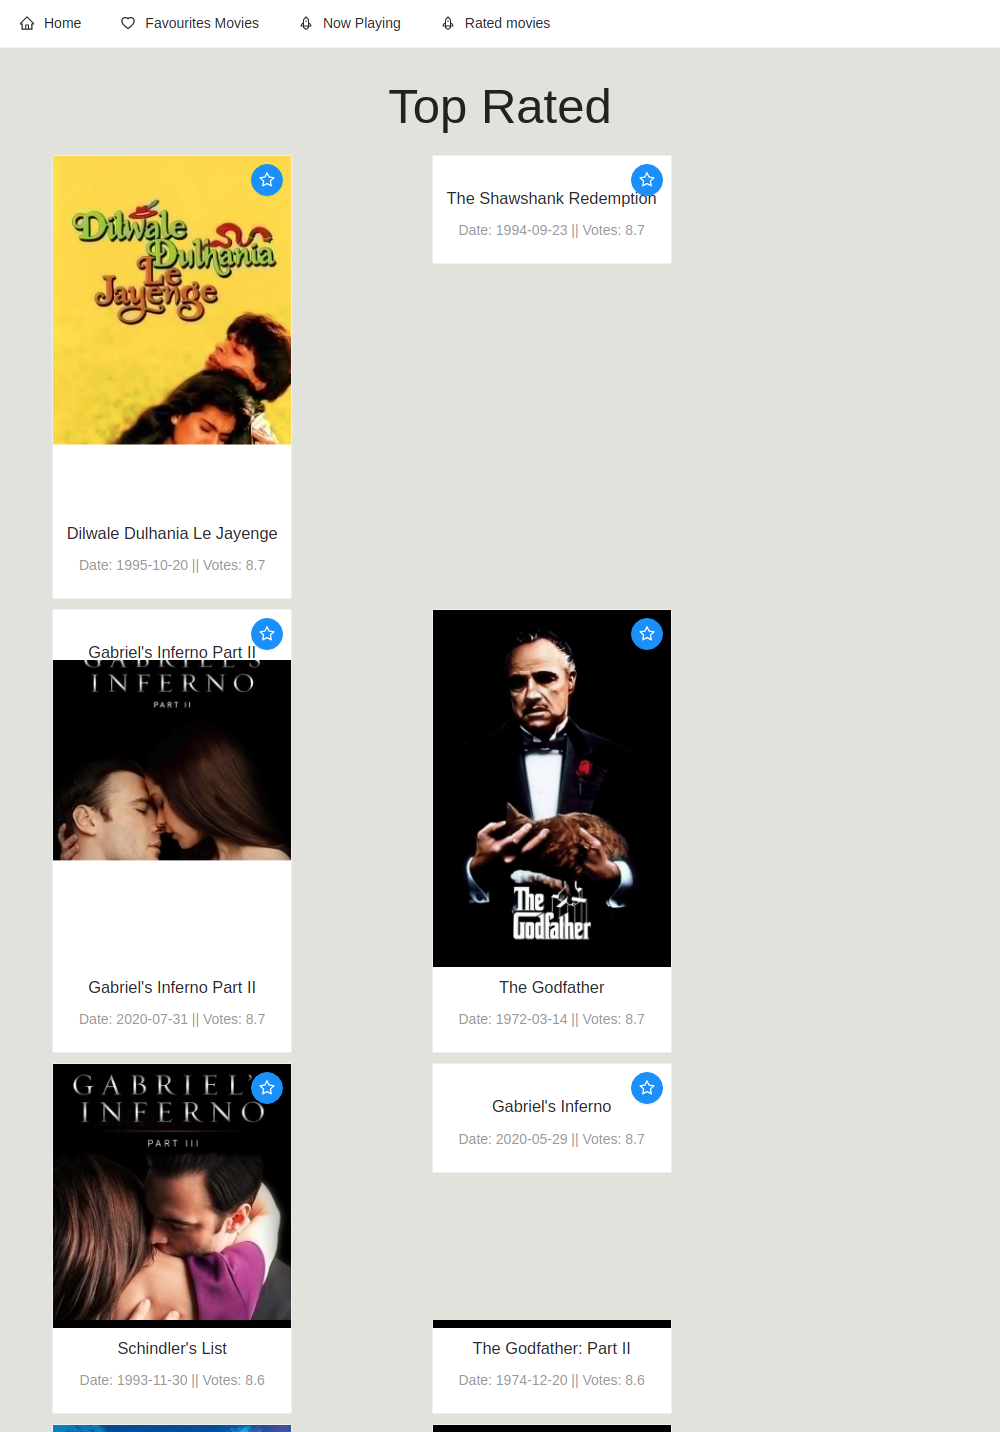 Home Favourites Movies Now Playing Rated movies
Top Rated
Dilwale
Dulhania
Le
Jayenge
Dilwale Dulhania Le Jayenge
Date: 1995-10-20 || Votes: 8.7
The Shawshank Redemption
Date: 1994-09-23 || Votes: 8.7
Gabriel's Inferno Part II
GABRIEL'S
INFERNO
PART II
Gabriel's Inferno Part II
Date: 2020-07-31 || Votes: 8.7
The
Godfather
The Godfather
Date: 1972-03-14 || Votes: 8.7
GABRIEL'S
INFERNO
PART III
Schindler's List
Date: 1993-11-30 || Votes: 8.6
Gabriel's Inferno
Date: 2020-05-29 || Votes: 8.7
The Godfather: Part II
Date: 1974-12-20 || Votes: 8.6